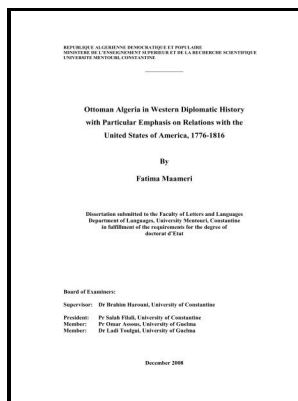 REPUBLIQUE ALGERIENNE DEMOCRATIQUE ET POPULAIRE
MINISTERE DE L'ENSEIGNEMENT SUPERIEUR ET DE LA RECHERCHE SCIENTIFIQUE
UNIVERSITE MENTOURI, CONSTANTINE
Ottoman Algeria in Western Diplomatic History
with Particular Emphasis on Relations with the
United States of America, 1776-1816
By
Fatima Maameri
Dissertation submitted to the Faculty of Letters and Languages
Department of Languages, University Mentouri, Constantine
in fulfillment of the requirements for the degree of
doctorat d'Etat
Board of Examiners:
Supervisor: Dr Brahim Harouni, University of Constantine
President: Pr Salah Filali, University of Constantine
Member: Pr Omar Assous, University of Guelma
Member: Dr Ladi Toulgui, University of Guelma
December 2008